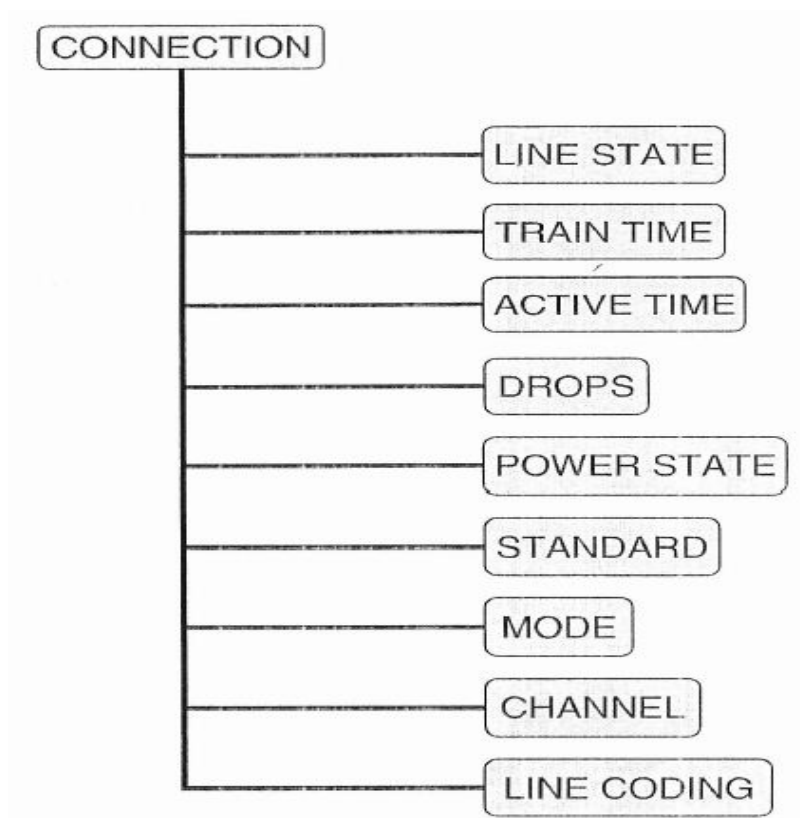 CONNECTION
LINE STATE
TRAIN TIME
ACTIVE TIME
DROPS
POWER STATE
STANDARD
MODE
CHANNEL
LINE CODING